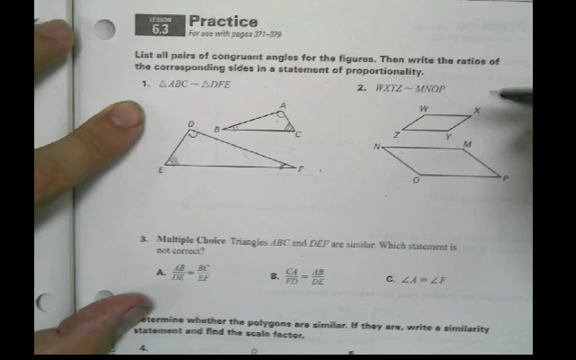 LESSON
6.3
Practice
For use with pages 371–379
List all pairs of congruent angles for the figures. Then write the ratios of
the corresponding sides in a statement of proportionality.
1. △ABC ~ △DFE
2. WXYZ ~ MNOP
A
B
C
D
E
F
W
X
Z
Y
N
M
O
P
3. Multiple Choice Triangles ABC and DEF are similar. Which statement is
not correct?
A. AB/DE = BC/EF
B. CA/FD = AB/DE
C. ∠A ≅ ∠F
Determine whether the polygons are similar. If they are, write a similarity
statement and find the scale factor.
4.